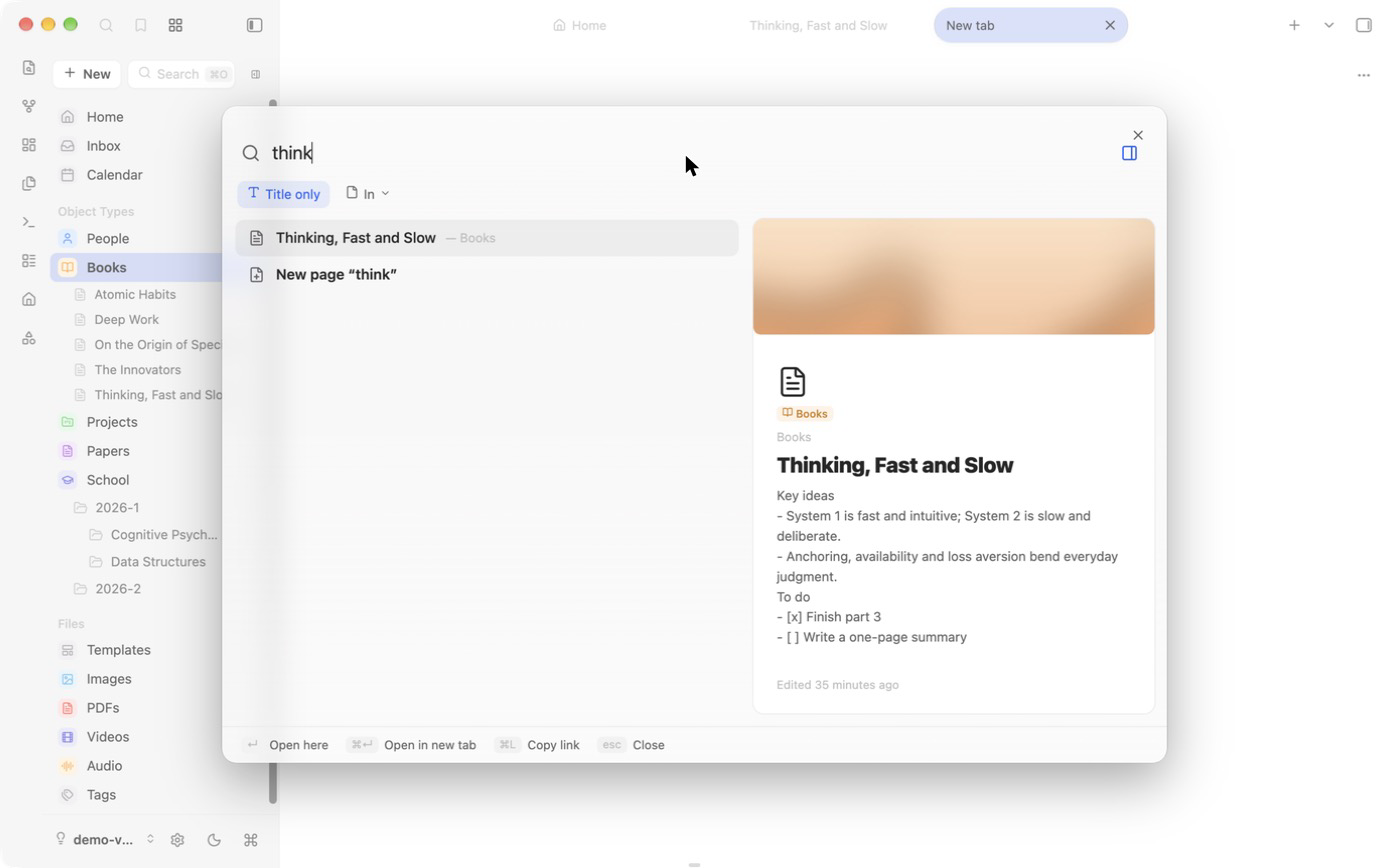 Home
Thinking, Fast and Slow
New tab
New
Search ⌘O
Home
Inbox
Calendar
Object Types
People
Books
Atomic Habits
Deep Work
On the Origin of Spec
The Innovators
Thinking, Fast and Slo
Projects
Papers
School
2026-1
Cognitive Psych...
Data Structures
2026-2
Files
Templates
Images
PDFs
Videos
Audio
Tags
demo-v...
think
Title only
In
Thinking, Fast and Slow — Books
New page “think”
Books
Books
Thinking, Fast and Slow
Key ideas
- System 1 is fast and intuitive; System 2 is slow and
deliberate.
- Anchoring, availability and loss aversion bend everyday
judgment.
To do
- [x] Finish part 3
- [ ] Write a one-page summary
Edited 35 minutes ago
↵ Open here
⌘↵ Open in new tab
⌘L Copy link
esc Close